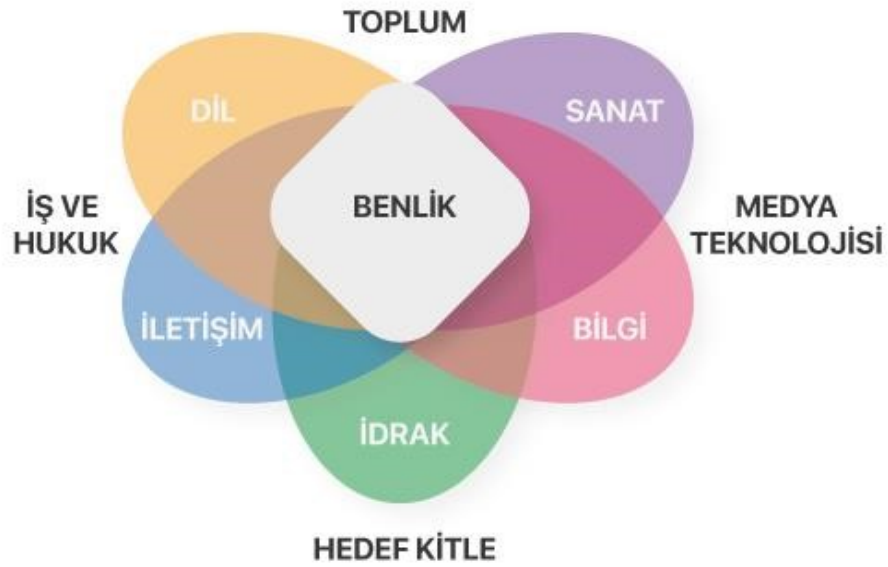 TOPLUM
DİL
SANAT
İŞ VE
HUKUK
BENLİK
MEDYA
TEKNOLOJİSİ
İLETİŞİM
BİLGİ
İDRAK
HEDEF KİTLE